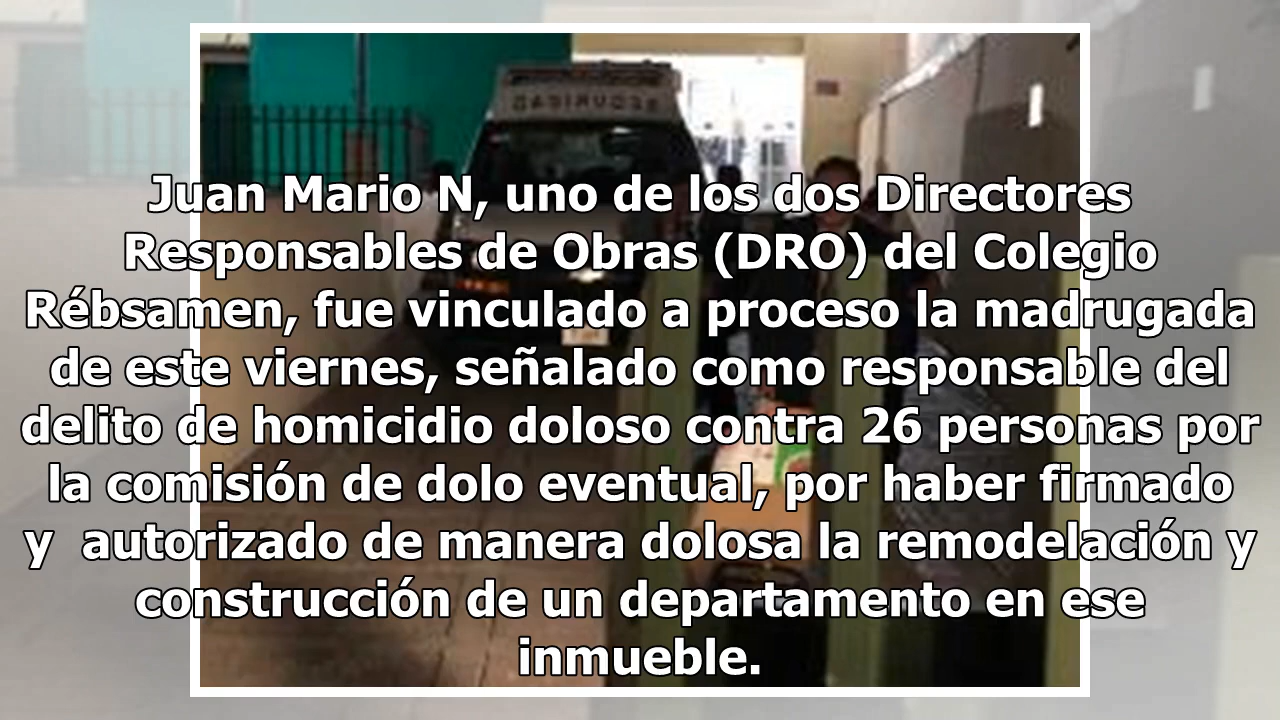 SEGURIDAD
Juan Mario N, uno de los dos Directores
Responsables de Obras (DRO) del Colegio
Rébsamen, fue vinculado a proceso la madrugada
de este viernes, señalado como responsable del
delito de homicidio doloso contra 26 personas por
la comisión de dolo eventual, por haber firmado
y  autorizado de manera dolosa la remodelación y
construcción de un departamento en ese
inmueble.